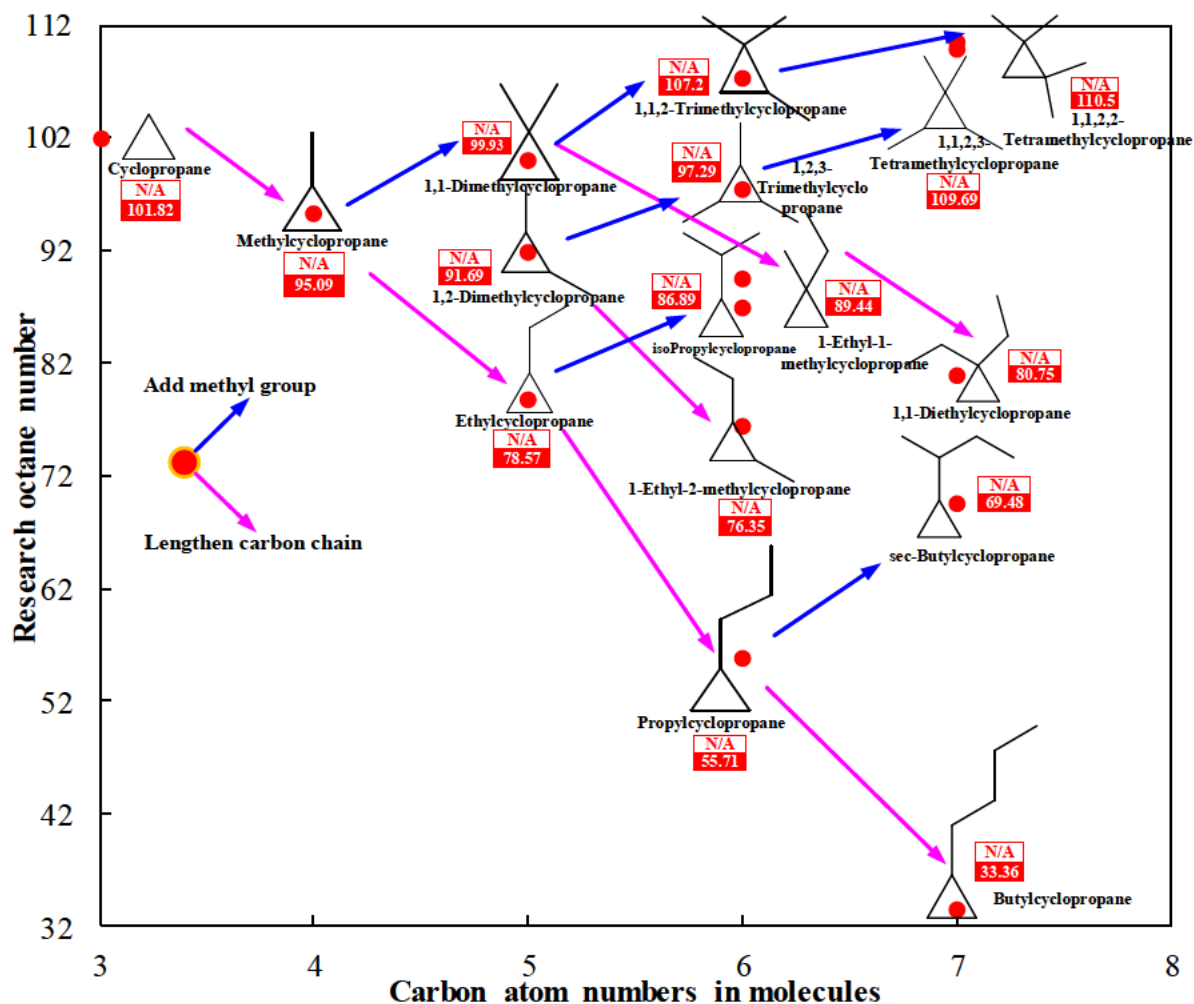 112
102
92
82
72
62
52
42
32
Research octane number
3
4
5
6
7
8
Carbon atom numbers in molecules
Cyclopropane
N/A
101.82
Methylcyclopropane
N/A
95.09
N/A
99.93
1,1-Dimethylcyclopropane
N/A
91.69
1,2-Dimethylcyclopropane
Ethylcyclopropane
N/A
78.57
N/A
107.2
1,1,2-Trimethylcyclopropane
N/A
97.29
1,2,3-
Trimethylcyclo
propane
N/A
86.89
isoPropylcyclopropane
N/A
89.44
1-Ethyl-1-
methylcyclopropane
1-Ethyl-2-methylcyclopropane
N/A
76.35
Propylcyclopropane
N/A
55.71
N/A
110.5
1,1,2,2-
Tetramethylcyclopropane
1,1,2,3-
Tetramethylcyclopropane
N/A
109.69
N/A
80.75
1,1-Diethylcyclopropane
N/A
69.48
sec-Butylcyclopropane
N/A
33.36
Butylcyclopropane
Add methyl group
Lengthen carbon chain